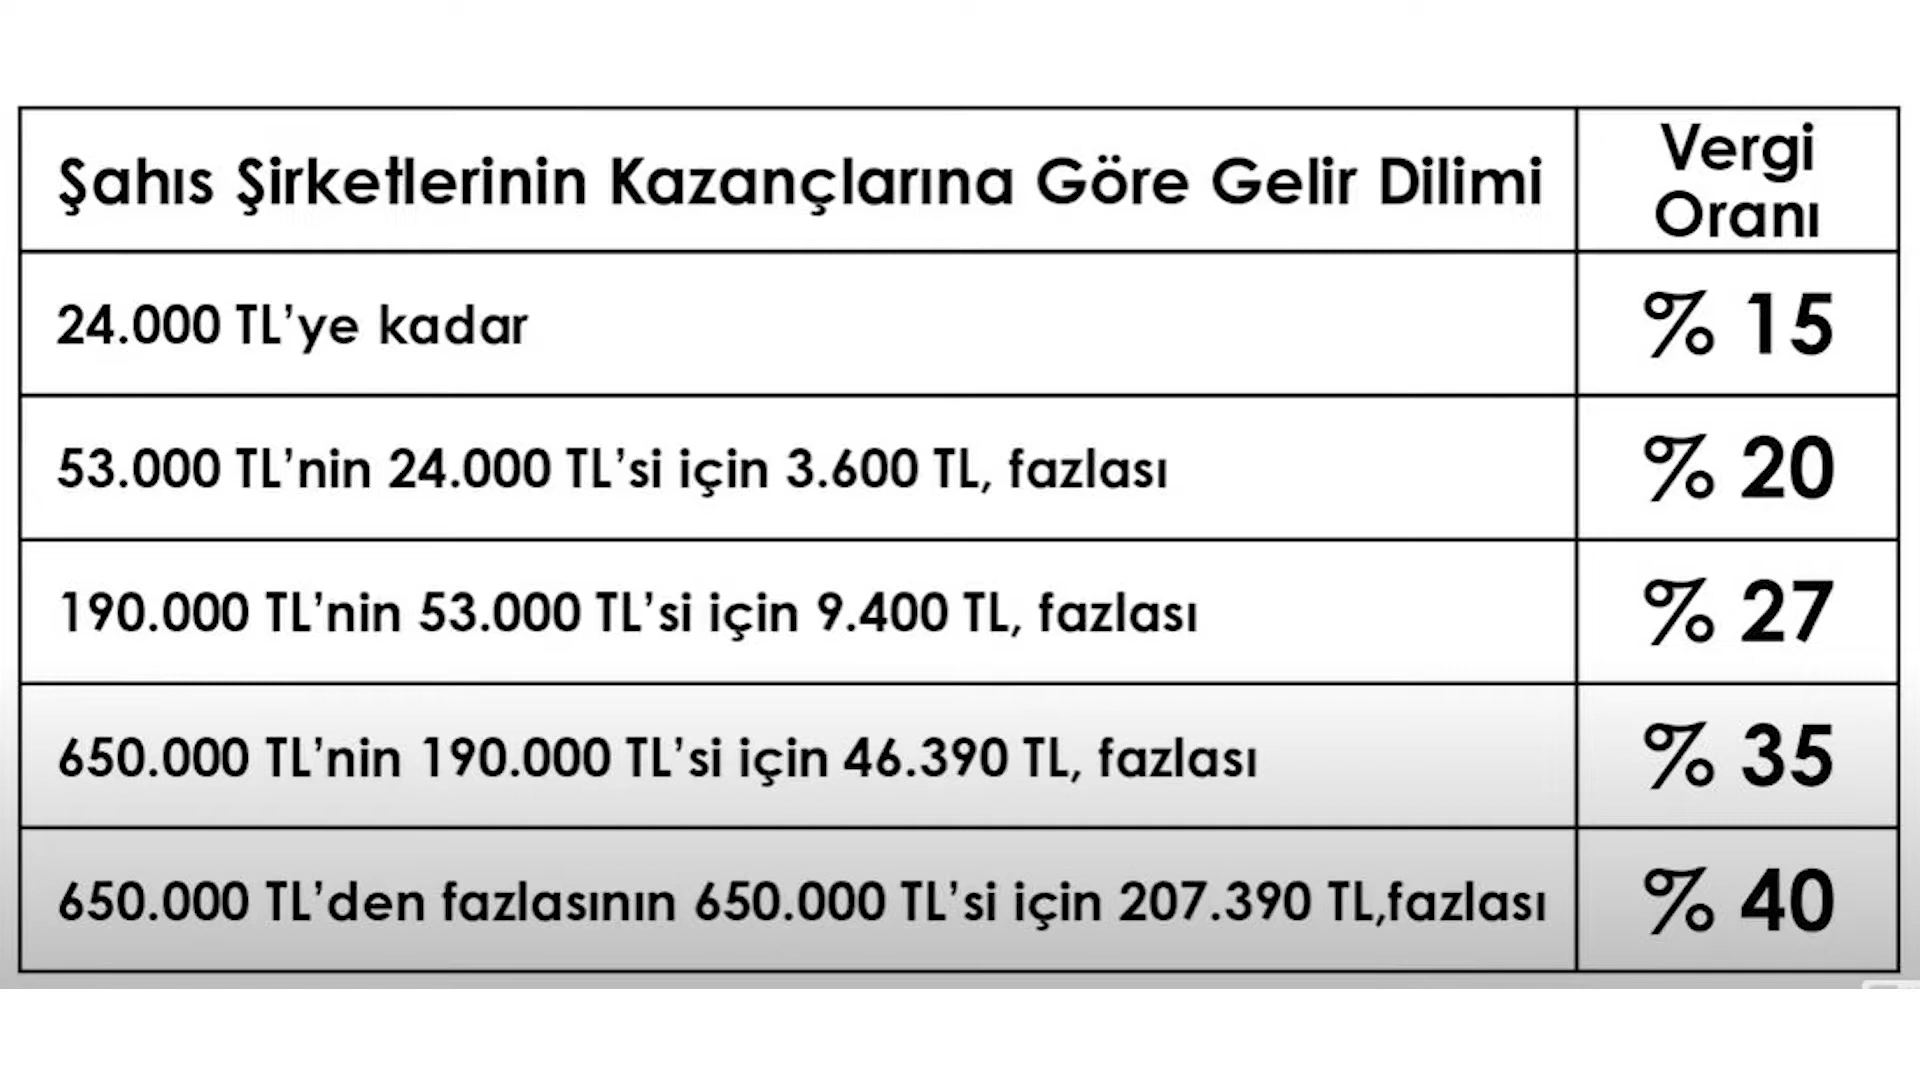 Şahıs Şirketlerinin Kazançlarına Göre Gelir Dilimi
Vergi
Oranı
24.000 TL’ye kadar
% 15
53.000 TL’nin 24.000 TL’si için 3.600 TL, fazlası
% 20
190.000 TL’nin 53.000 TL’si için 9.400 TL, fazlası
% 27
650.000 TL’nin 190.000 TL’si için 46.390 TL, fazlası
% 35
650.000 TL’den fazlasının 650.000 TL’si için 207.390 TL,fazlası
% 40